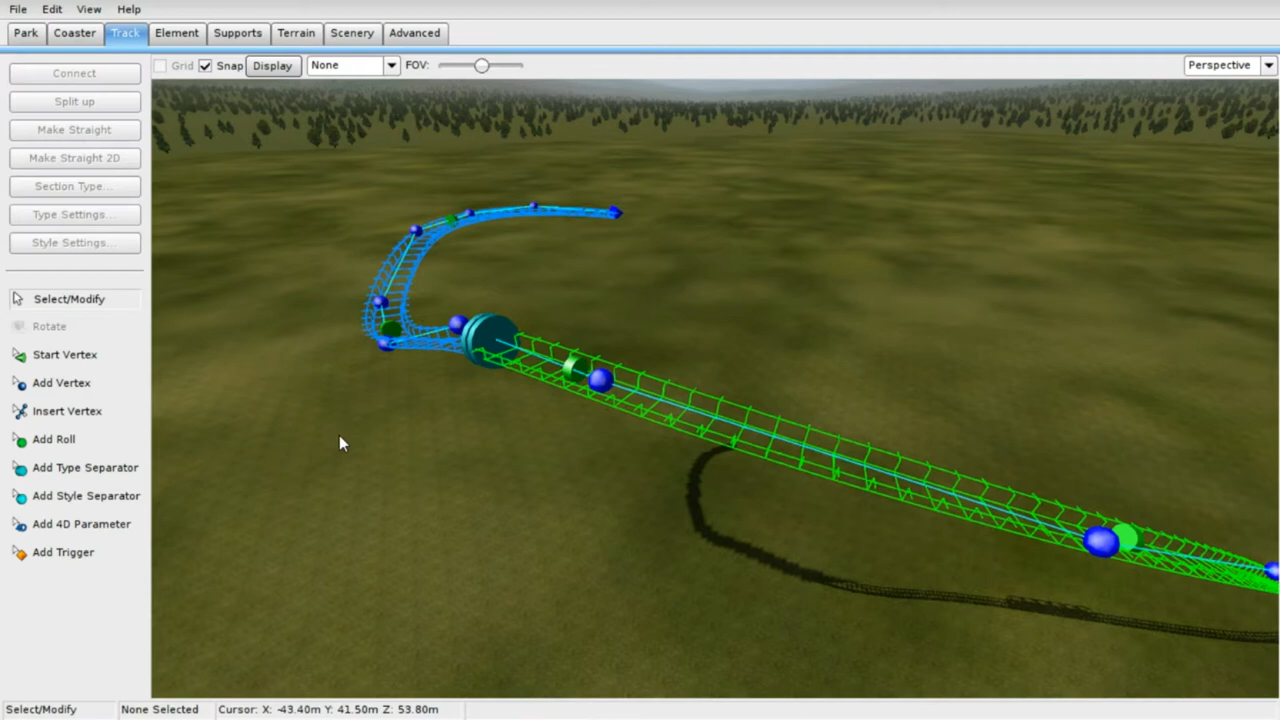 File Edit View Help
Park Coaster Track Element Supports Terrain Scenery Advanced
Grid Snap Display None FOV: Perspective
Connect
Split up
Make Straight
Make Straight 2D
Section Type...
Type Settings...
Style Settings...
Select/Modify
Rotate
Start Vertex
Add Vertex
Insert Vertex
Add Roll
Add Type Separator
Add Style Separator
Add 4D Parameter
Add Trigger
Select/Modify None Selected Cursor: X: -43.40m Y: 41.50m Z: 53.80m